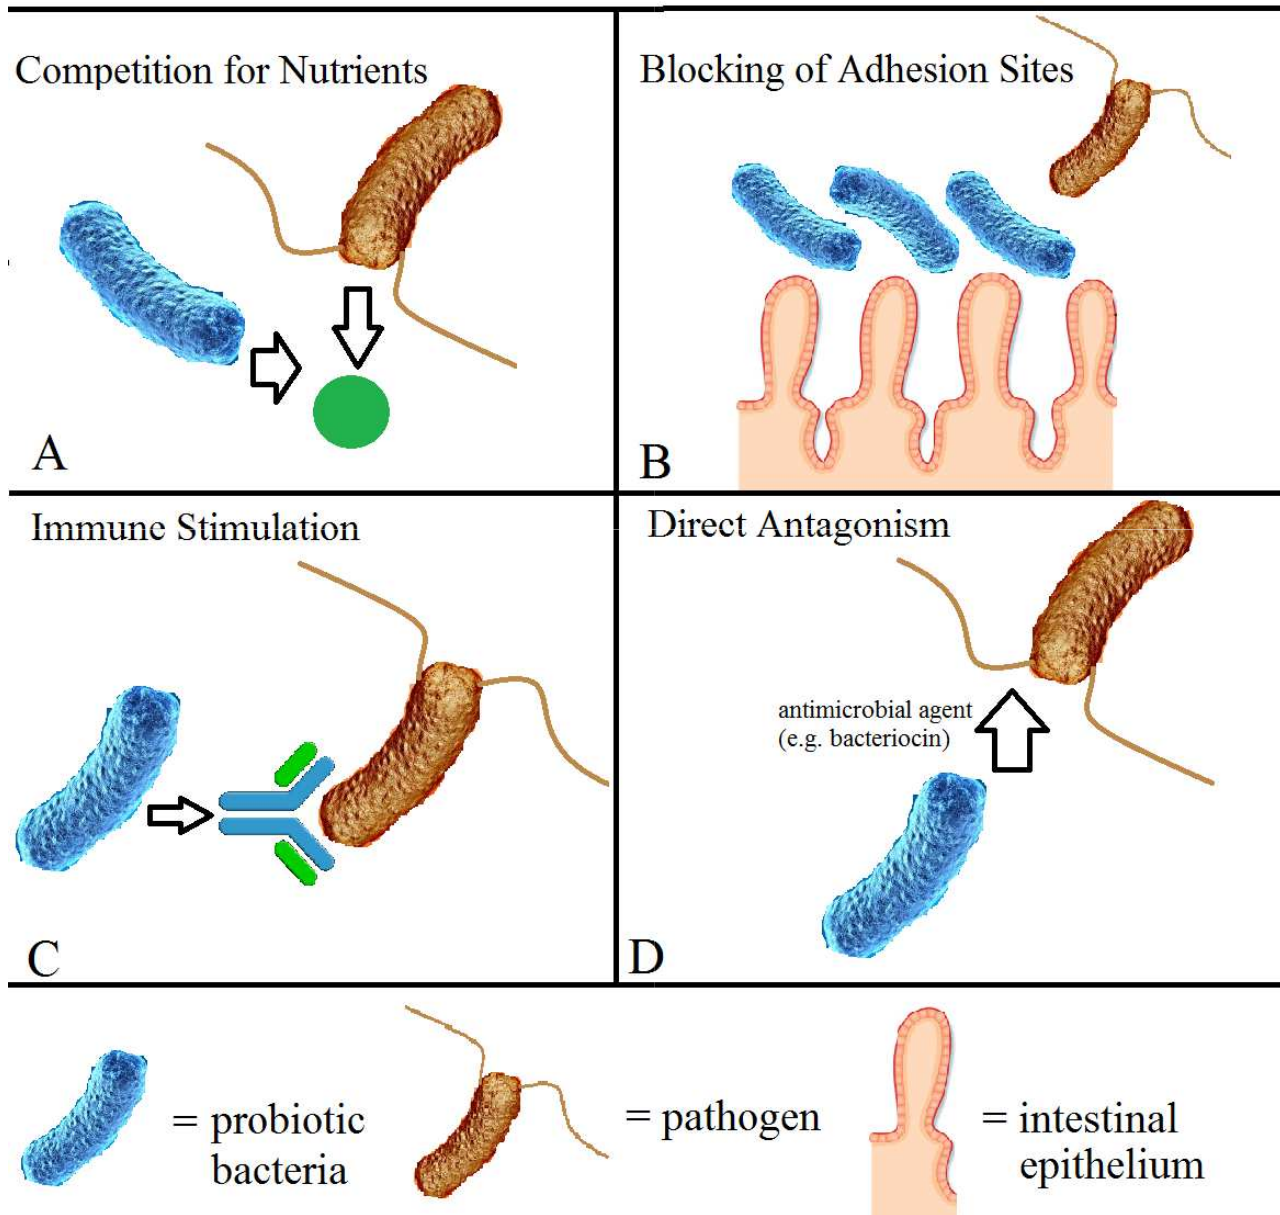 Competition for Nutrients
Blocking of Adhesion Sites
A
B
Immune Stimulation
Direct Antagonism
antimicrobial agent
(e.g. bacteriocin)
C
D
= probiotic
bacteria
= pathogen
= intestinal
epithelium